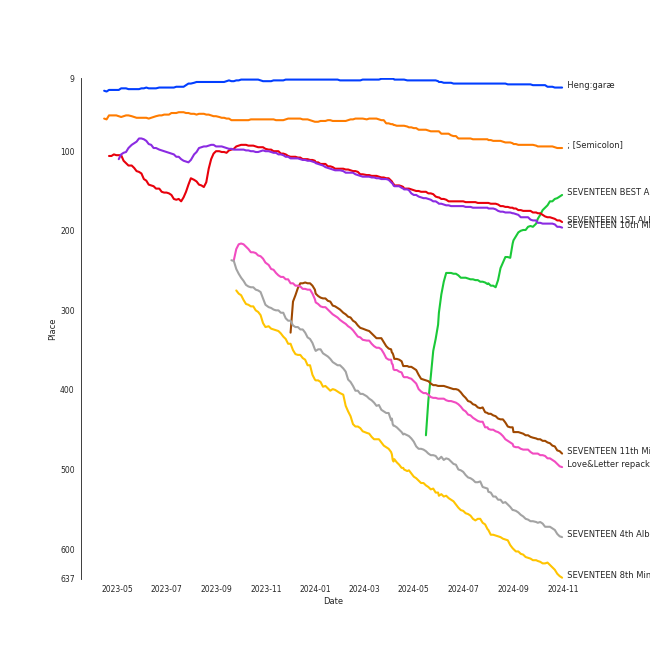 9
100
200
300
400
500
600
637
Place
2023-05
2023-07
2023-09
2023-11
2024-01
2024-03
2024-05
2024-07
2024-09
2024-11
Date
Heng:garæ
; [Semicolon]
SEVENTEEN BEST A
SEVENTEEN 1ST AL
SEVENTEEN 10th Mi
SEVENTEEN 11th Mi
Love&Letter repack
SEVENTEEN 4th Alb
SEVENTEEN 8th Min